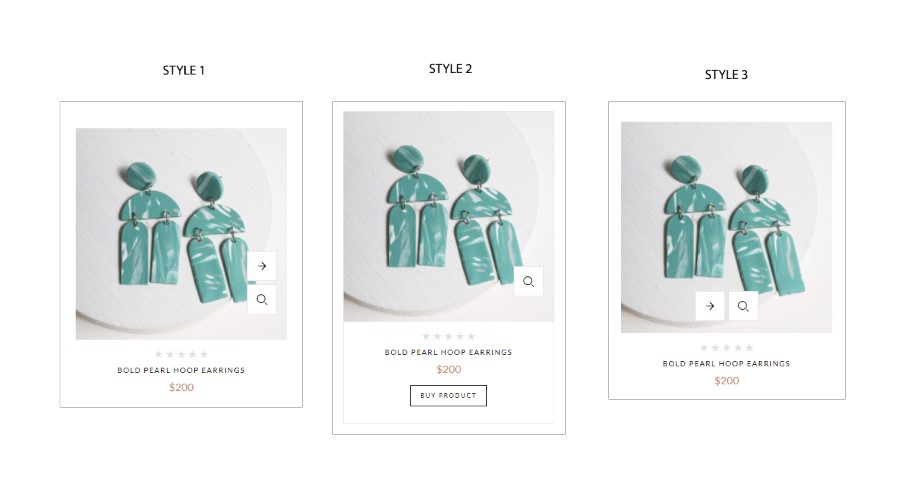 STYLE 1
STYLE 2
STYLE 3
BOLD PEARL HOOP EARRINGS
$200
BOLD PEARL HOOP EARRINGS
$200
BUY PRODUCT
BOLD PEARL HOOP EARRINGS
$200